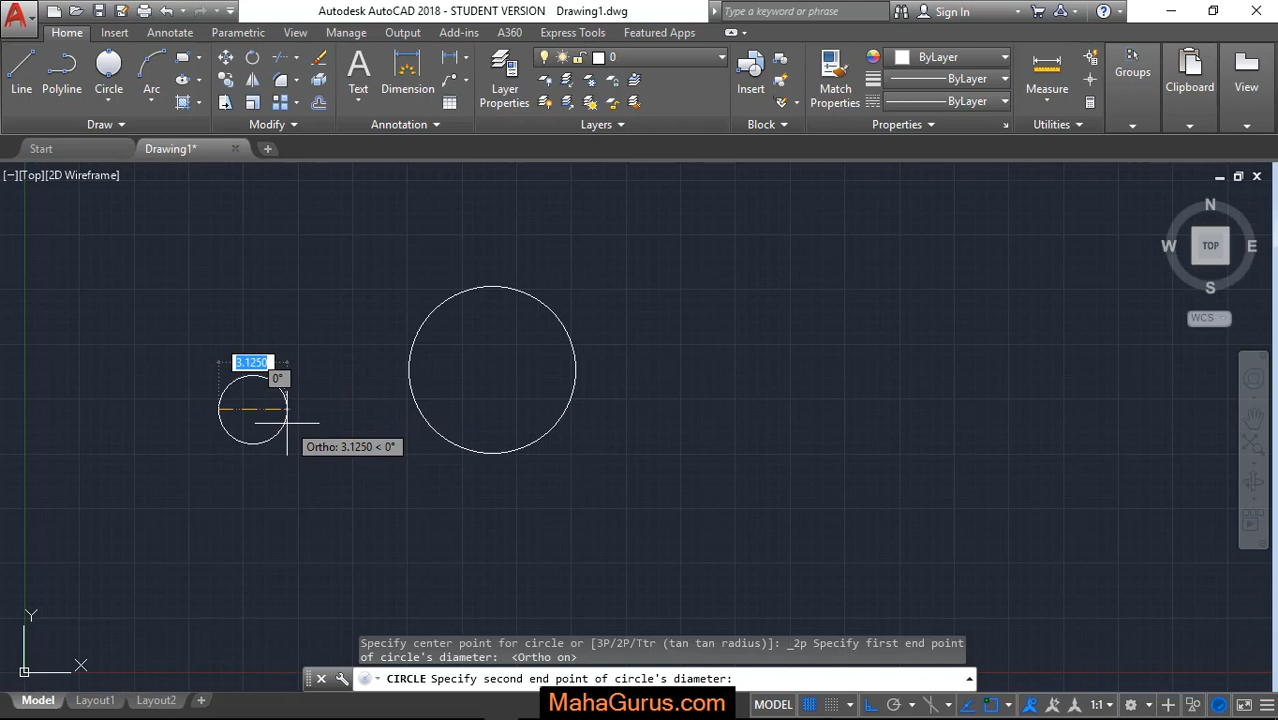 Autodesk AutoCAD 2018 - STUDENT VERSION Drawing1.dwg
Type a keyword or phrase
Sign In
Home Insert Annotate Parametric View Manage Output Add-ins A360 Express Tools Featured Apps
Line Polyline Circle Arc
Text Dimension
Layer Properties
0
Insert
Match Properties
ByLayer
ByLayer
ByLayer
Measure
Groups
Clipboard
View
Draw Modify Annotation Layers Block Properties Utilities
Start Drawing1*
[−][Top][2D Wireframe]
N
W TOP E
S
WCS
3.1250
0°
Ortho: 3.1250 < 0°
Y
X
Specify center point for circle or [3P/2P/Ttr (tan tan radius)]: _2p Specify first end point
of circle's diameter: <Ortho on>
CIRCLE Specify second end point of circle's diameter:
Model Layout1 Layout2
MahaGurus.com
MODEL
1:1